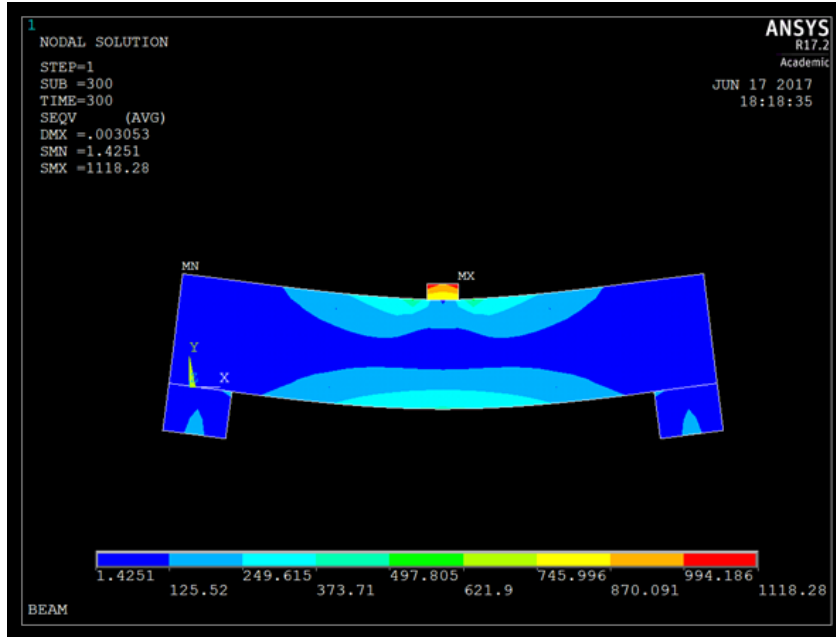 1
NODAL SOLUTION
STEP=1
SUB =300
TIME=300
SEQV (AVG)
DMX =.003053
SMN =1.4251
SMX =1118.28
ANSYS
R17.2
Academic
JUN 17 2017
18:18:35
MN
MX
Y
X
1.4251 249.615 497.805 745.996 994.186
125.52 373.71 621.9 870.091 1118.28
BEAM